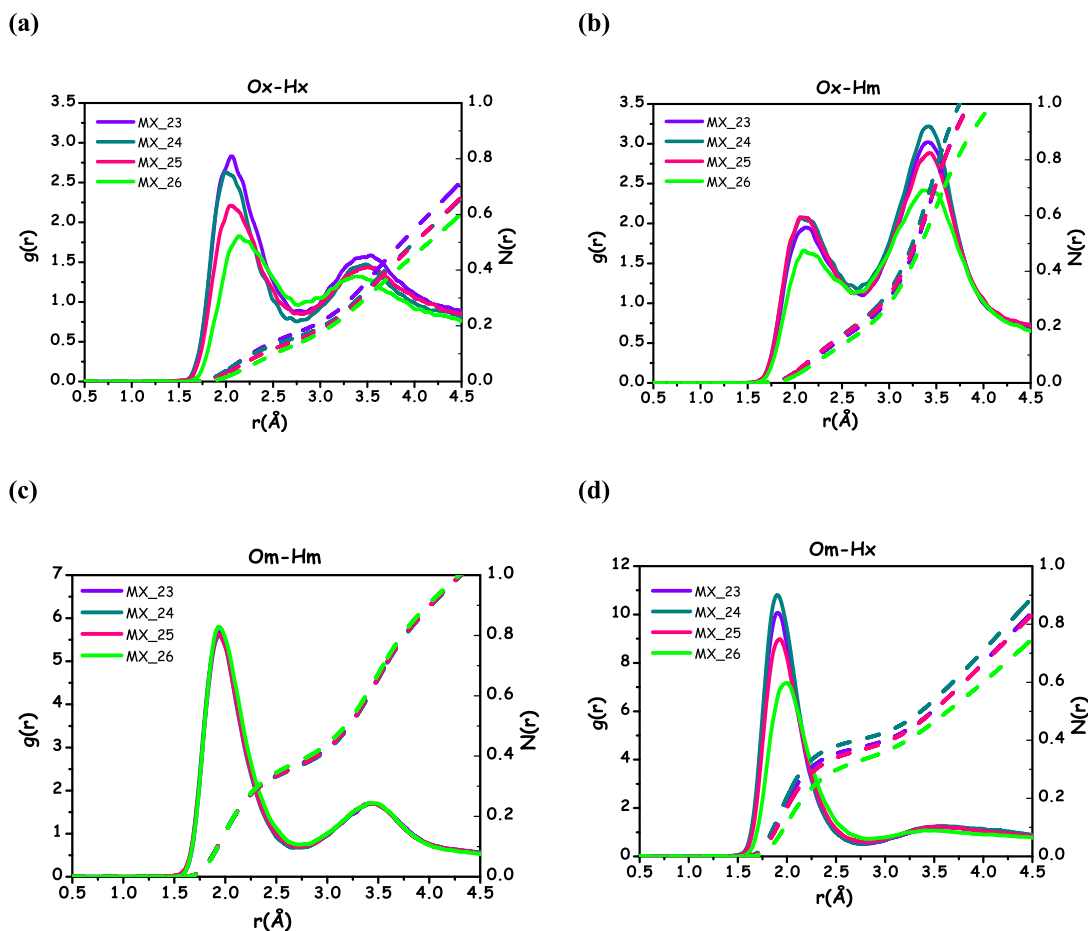 (a)
Ox-Hx
MX_23
MX_24
MX_25
MX_26
g(r)
3.5
3.0
2.5
2.0
1.5
1.0
0.5
0.0
N(r)
1.0
0.8
0.6
0.4
0.2
0.0
0.5 1.0 1.5 2.0 2.5 3.0 3.5 4.0 4.5
r(Å)
(b)
Ox-Hm
MX_23
MX_24
MX_25
MX_26
g(r)
3.5
3.0
2.5
2.0
1.5
1.0
0.5
0.0
N(r)
1.0
0.8
0.6
0.4
0.2
0.0
0.5 1.0 1.5 2.0 2.5 3.0 3.5 4.0 4.5
r(Å)
(c)
Om-Hm
MX_23
MX_24
MX_25
MX_26
g(r)
7
6
5
4
3
2
1
0
N(r)
1.0
0.8
0.6
0.4
0.2
0.0
0.5 1.0 1.5 2.0 2.5 3.0 3.5 4.0 4.5
r(Å)
(d)
Om-Hx
MX_23
MX_24
MX_25
MX_26
g(r)
12
10
8
6
4
2
0
N(r)
1.0
0.8
0.6
0.4
0.2
0.0
0.5 1.0 1.5 2.0 2.5 3.0 3.5 4.0 4.5
r(Å)